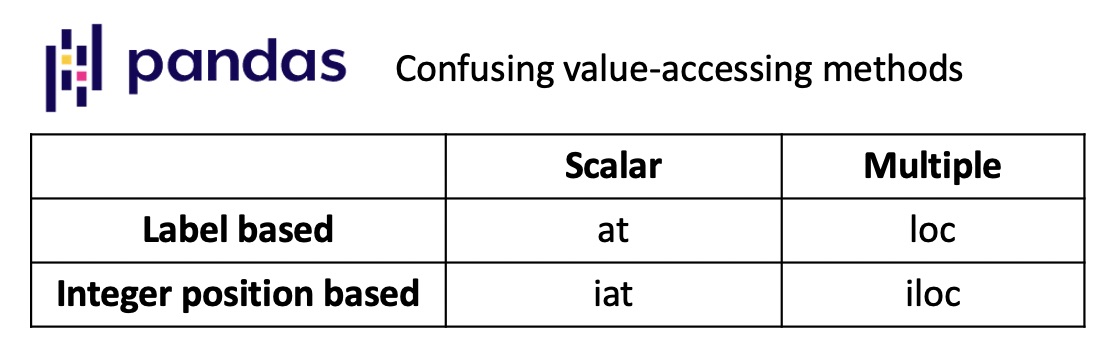 pandas Confusing value-accessing methods
Scalar Multiple
Label based at loc
Integer position based iat iloc